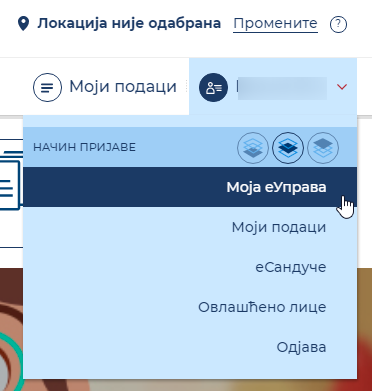 Локација није одабрана Промените ?
Моји подаци
НАЧИН ПРИЈАВЕ
Моја еУправа
Моји подаци
еСандуче
Овлашћено лице
Одјава